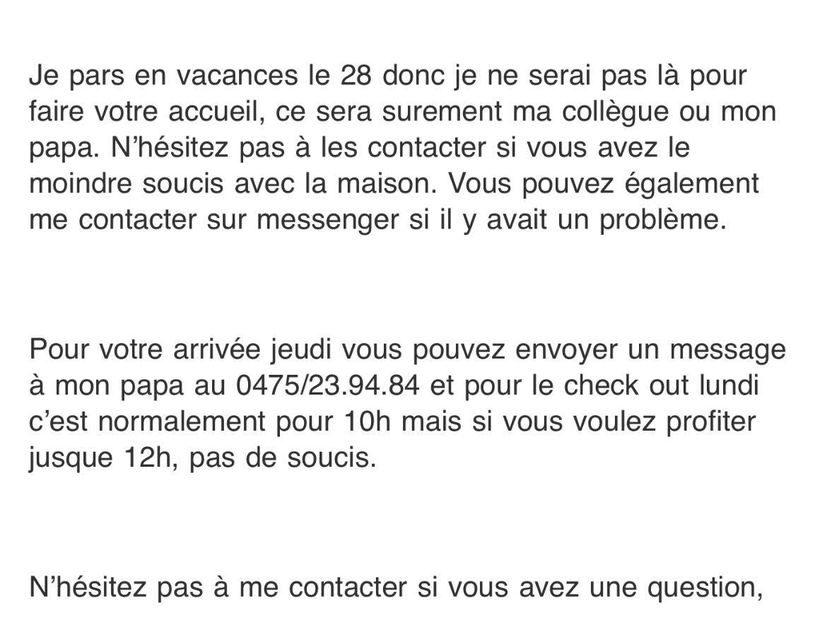 Je pars en vacances le 28 donc je ne serai pas là pour
faire votre accueil, ce sera surement ma collègue ou mon
papa. N’hésitez pas à les contacter si vous avez le
moindre soucis avec la maison. Vous pouvez également
me contacter sur messenger si il y avait un problème.
Pour votre arrivée jeudi vous pouvez envoyer un message
à mon papa au 0475/23.94.84 et pour le check out lundi
c’est normalement pour 10h mais si vous voulez profiter
jusque 12h, pas de soucis.
N’hésitez pas à me contacter si vous avez une question,